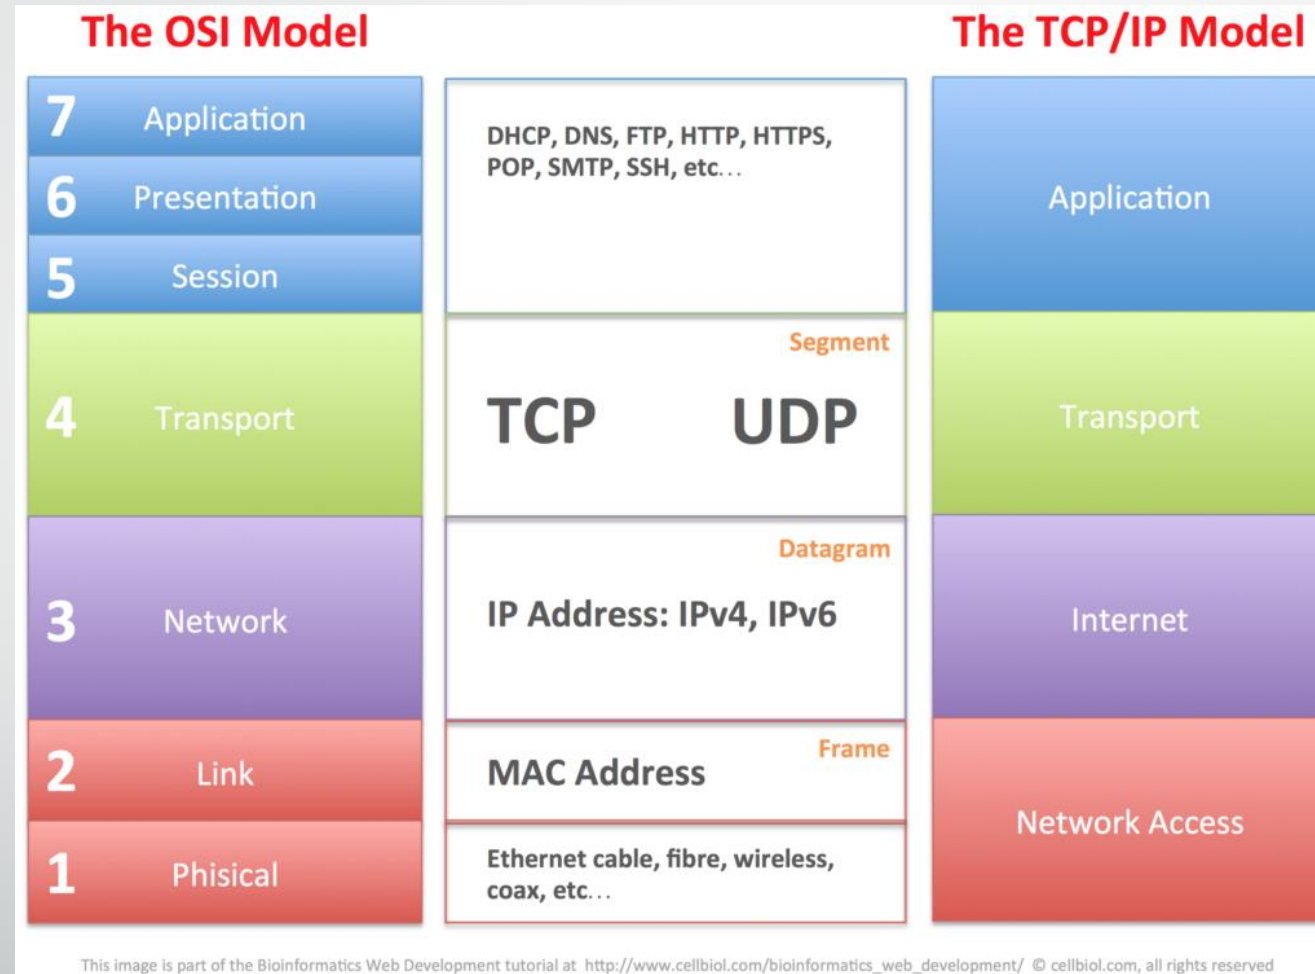 The OSI Model
The TCP/IP Model
7 Application
6 Presentation
5 Session
DHCP, DNS, FTP, HTTP, HTTPS,
POP, SMTP, SSH, etc...
Application
4 Transport
Segment
TCP UDP
Transport
3 Network
Datagram
IP Address: IPv4, IPv6
Internet
2 Link
Frame
MAC Address
1 Phisical
Ethernet cable, fibre, wireless,
coax, etc...
Network Access
This image is part of the Bioinformatics Web Development tutorial at http://www.cellbiol.com/bioinformatics_web_development/ © cellbiol.com, all rights reserved